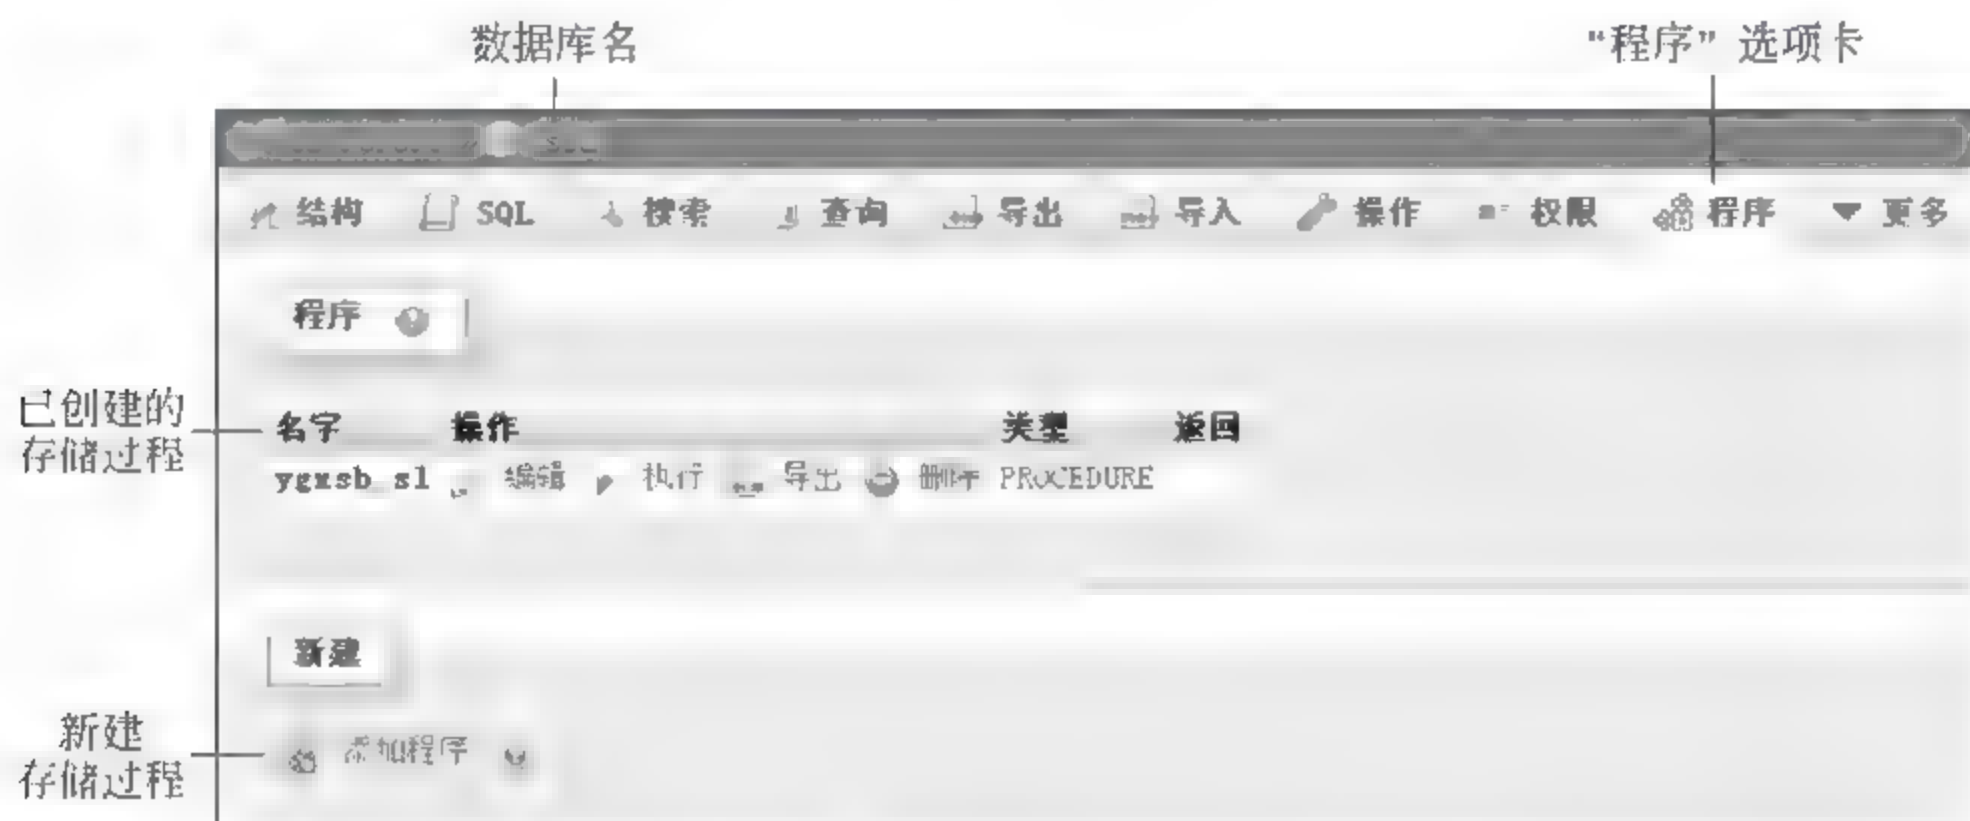 数据库名
“程序”选项卡
结构 SQL 搜索 查询 导出 导入 操作 权限 程序 更多
程序
已创建的
存储过程
名字 操作 类型 返回
编辑 执行 导出 删除 PROCEDURE
新建
新建
存储过程
添加程序